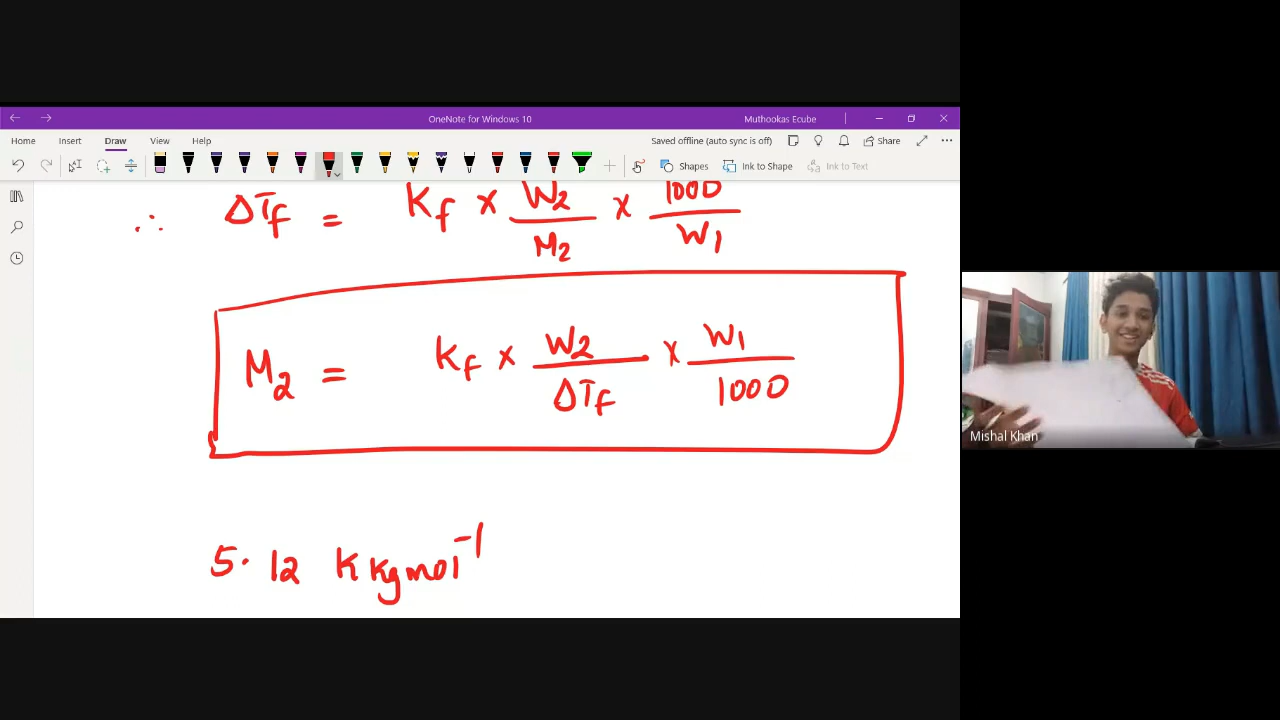 OneNote for Windows 10
Muthookas Ecube
Home Insert Draw View Help
Saved offline (auto sync is off)
Share
Shapes
Ink to Shape
Ink to Text
∴ ΔTf = Kf × W2/M2 × 1000/W1
M2 = Kf × W2/ΔTf × W1/1000
5.12 K Kg mol⁻¹
Mishal Khan